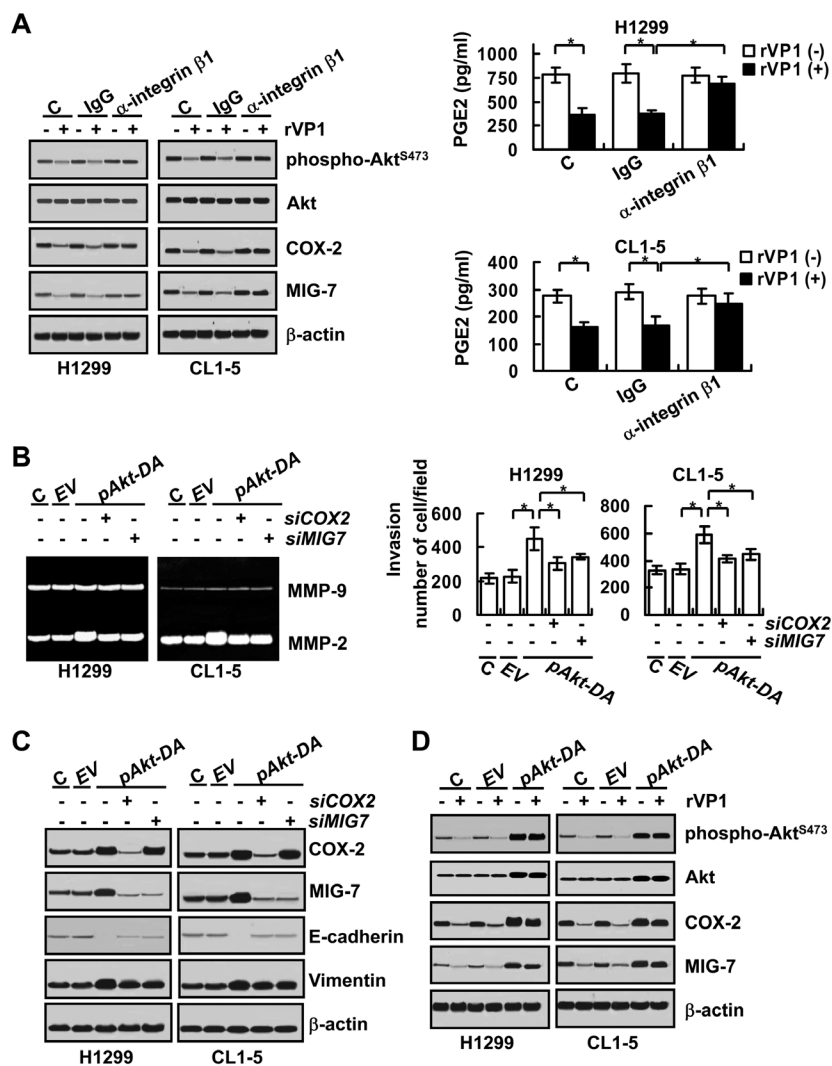 A
C IgG α-integrin β1 C IgG α-integrin β1
- + - + - + - + - + - + rVP1
phospho-AktS473
Akt
COX-2
MIG-7
β-actin
H1299 CL1-5
H1299
rVP1 (-)
rVP1 (+)
PGE2 (pg/ml)
1000
750
500
250
0
* * *
C IgG α-integrin β1
CL1-5
rVP1 (-)
rVP1 (+)
PGE2 (pg/ml)
400
300
200
100
0
* * *
C IgG α-integrin β1
B
C EV pAkt-DA C EV pAkt-DA
- - - + - - - - + - siCOX2
- - - - + - - - - + siMIG7
MMP-9
MMP-2
H1299 CL1-5
Invasion
number of cell/field
H1299
600
400
200
0
* * *
CL1-5
800
600
400
200
0
* * *
- - - + - - - - + - siCOX2
- - - - + - - - - + siMIG7
C EV pAkt-DA C EV pAkt-DA
C
C EV pAkt-DA C EV pAkt-DA
- - - + - - - - + - siCOX2
- - - - + - - - - + siMIG7
COX-2
MIG-7
E-cadherin
Vimentin
β-actin
H1299 CL1-5
D
C EV pAkt-DA C EV pAkt-DA
- + - + - + - + - + - + rVP1
phospho-AktS473
Akt
COX-2
MIG-7
β-actin
H1299 CL1-5